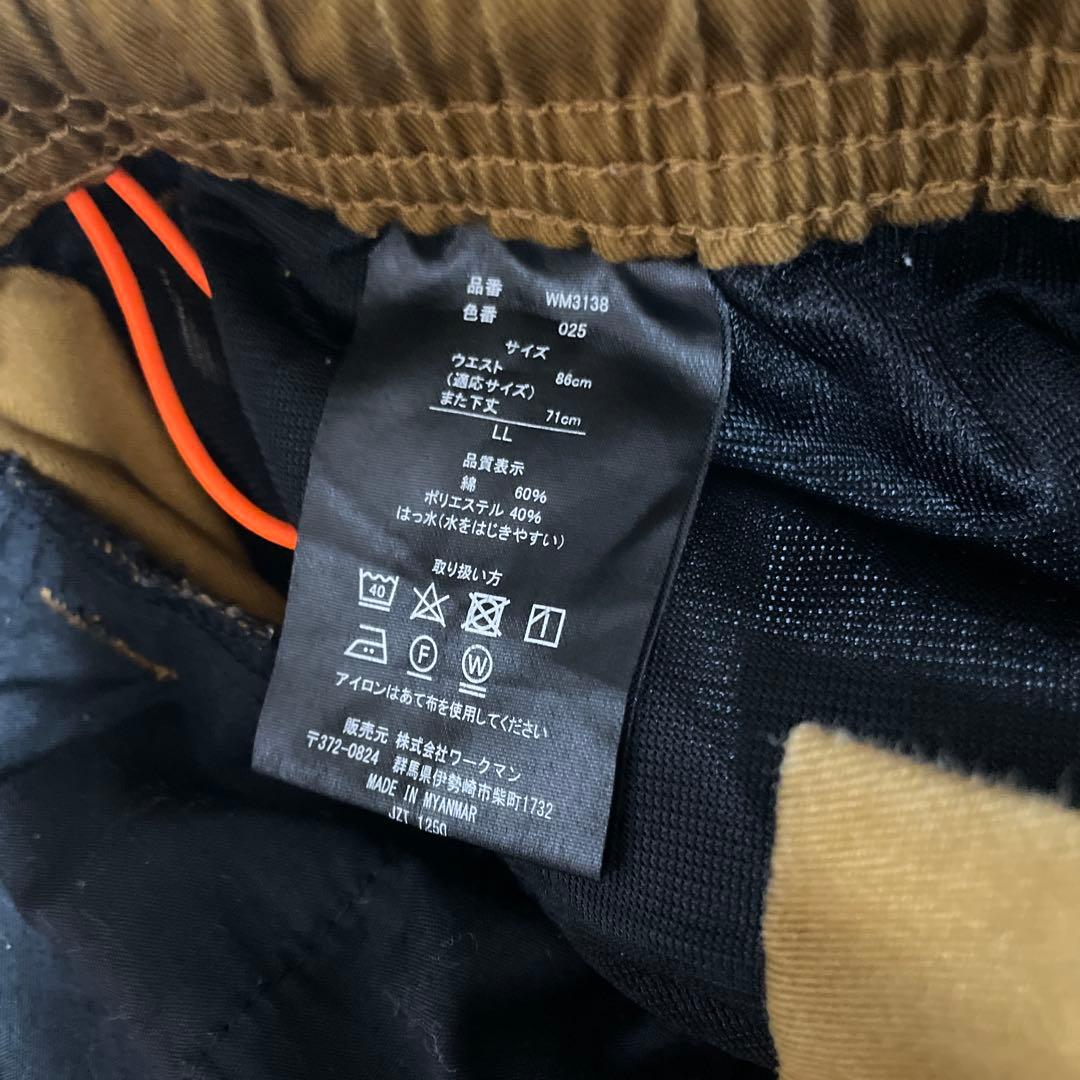 品番 WM3138
色番 025
サイズ
ウエスト
(適応サイズ) 86cm
また下丈 71cm
LL
品質表示
綿 60%
ポリエステル 40%
はっ水(水をはじきやすい)
取り扱い方
40
F
W
アイロンはあて布を使用してください
販売元 株式会社ワークマン
〒372-0824 群馬県伊勢崎市柴町1732
MADE IN MYANMAR